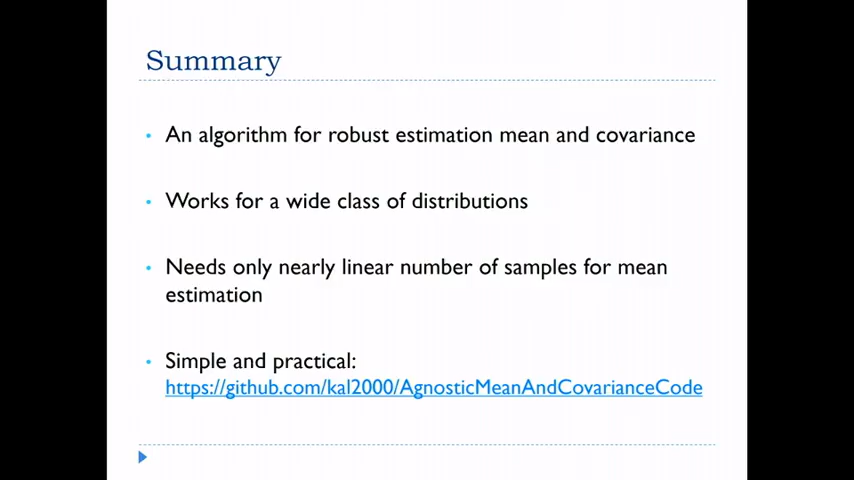 Summary
• An algorithm for robust estimation mean and covariance
• Works for a wide class of distributions
• Needs only nearly linear number of samples for mean
estimation
• Simple and practical:
https://github.com/kal2000/AgnosticMeanAndCovarianceCode